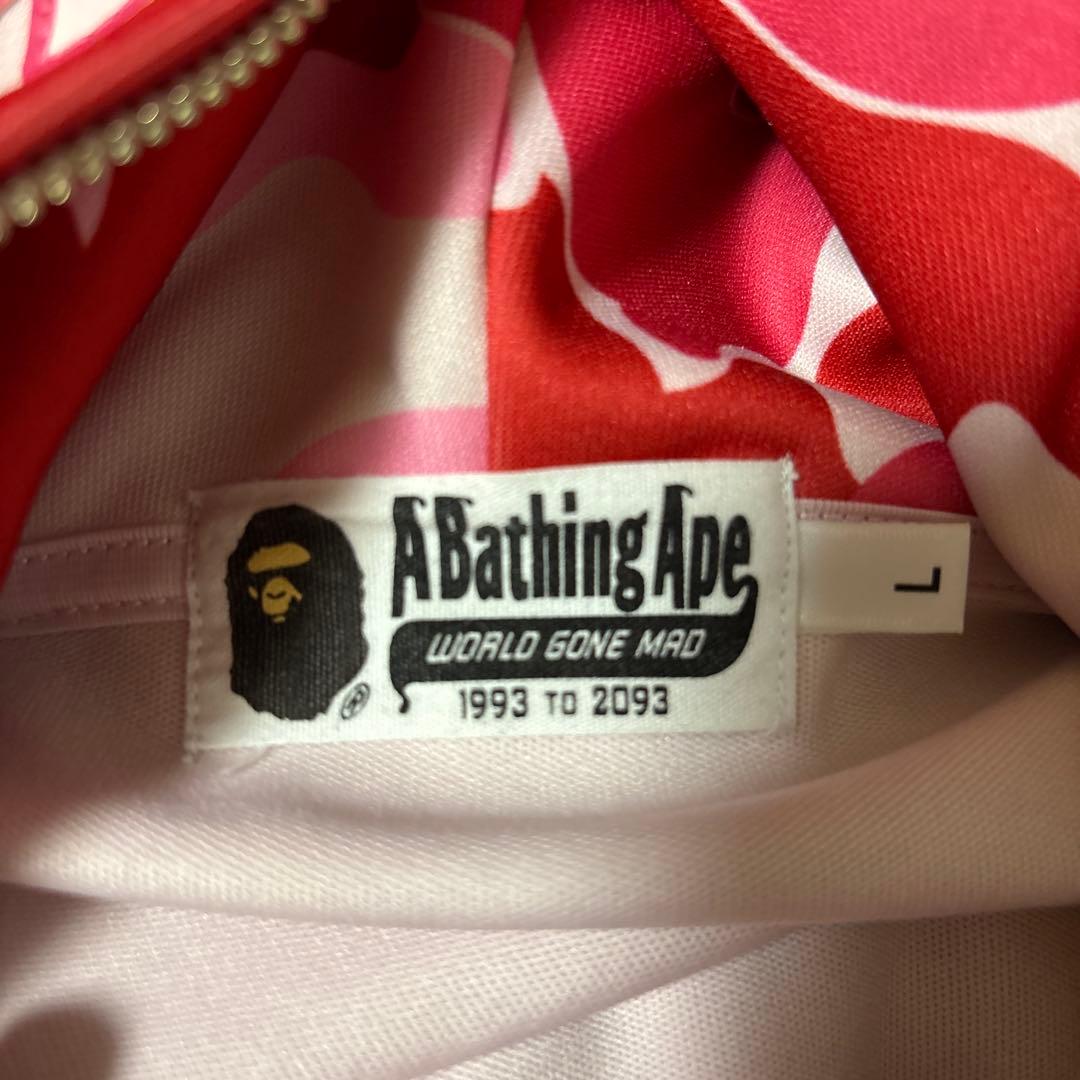 A Bathing Ape
WORLD GONE MAD
1993 TO 2093
®
L